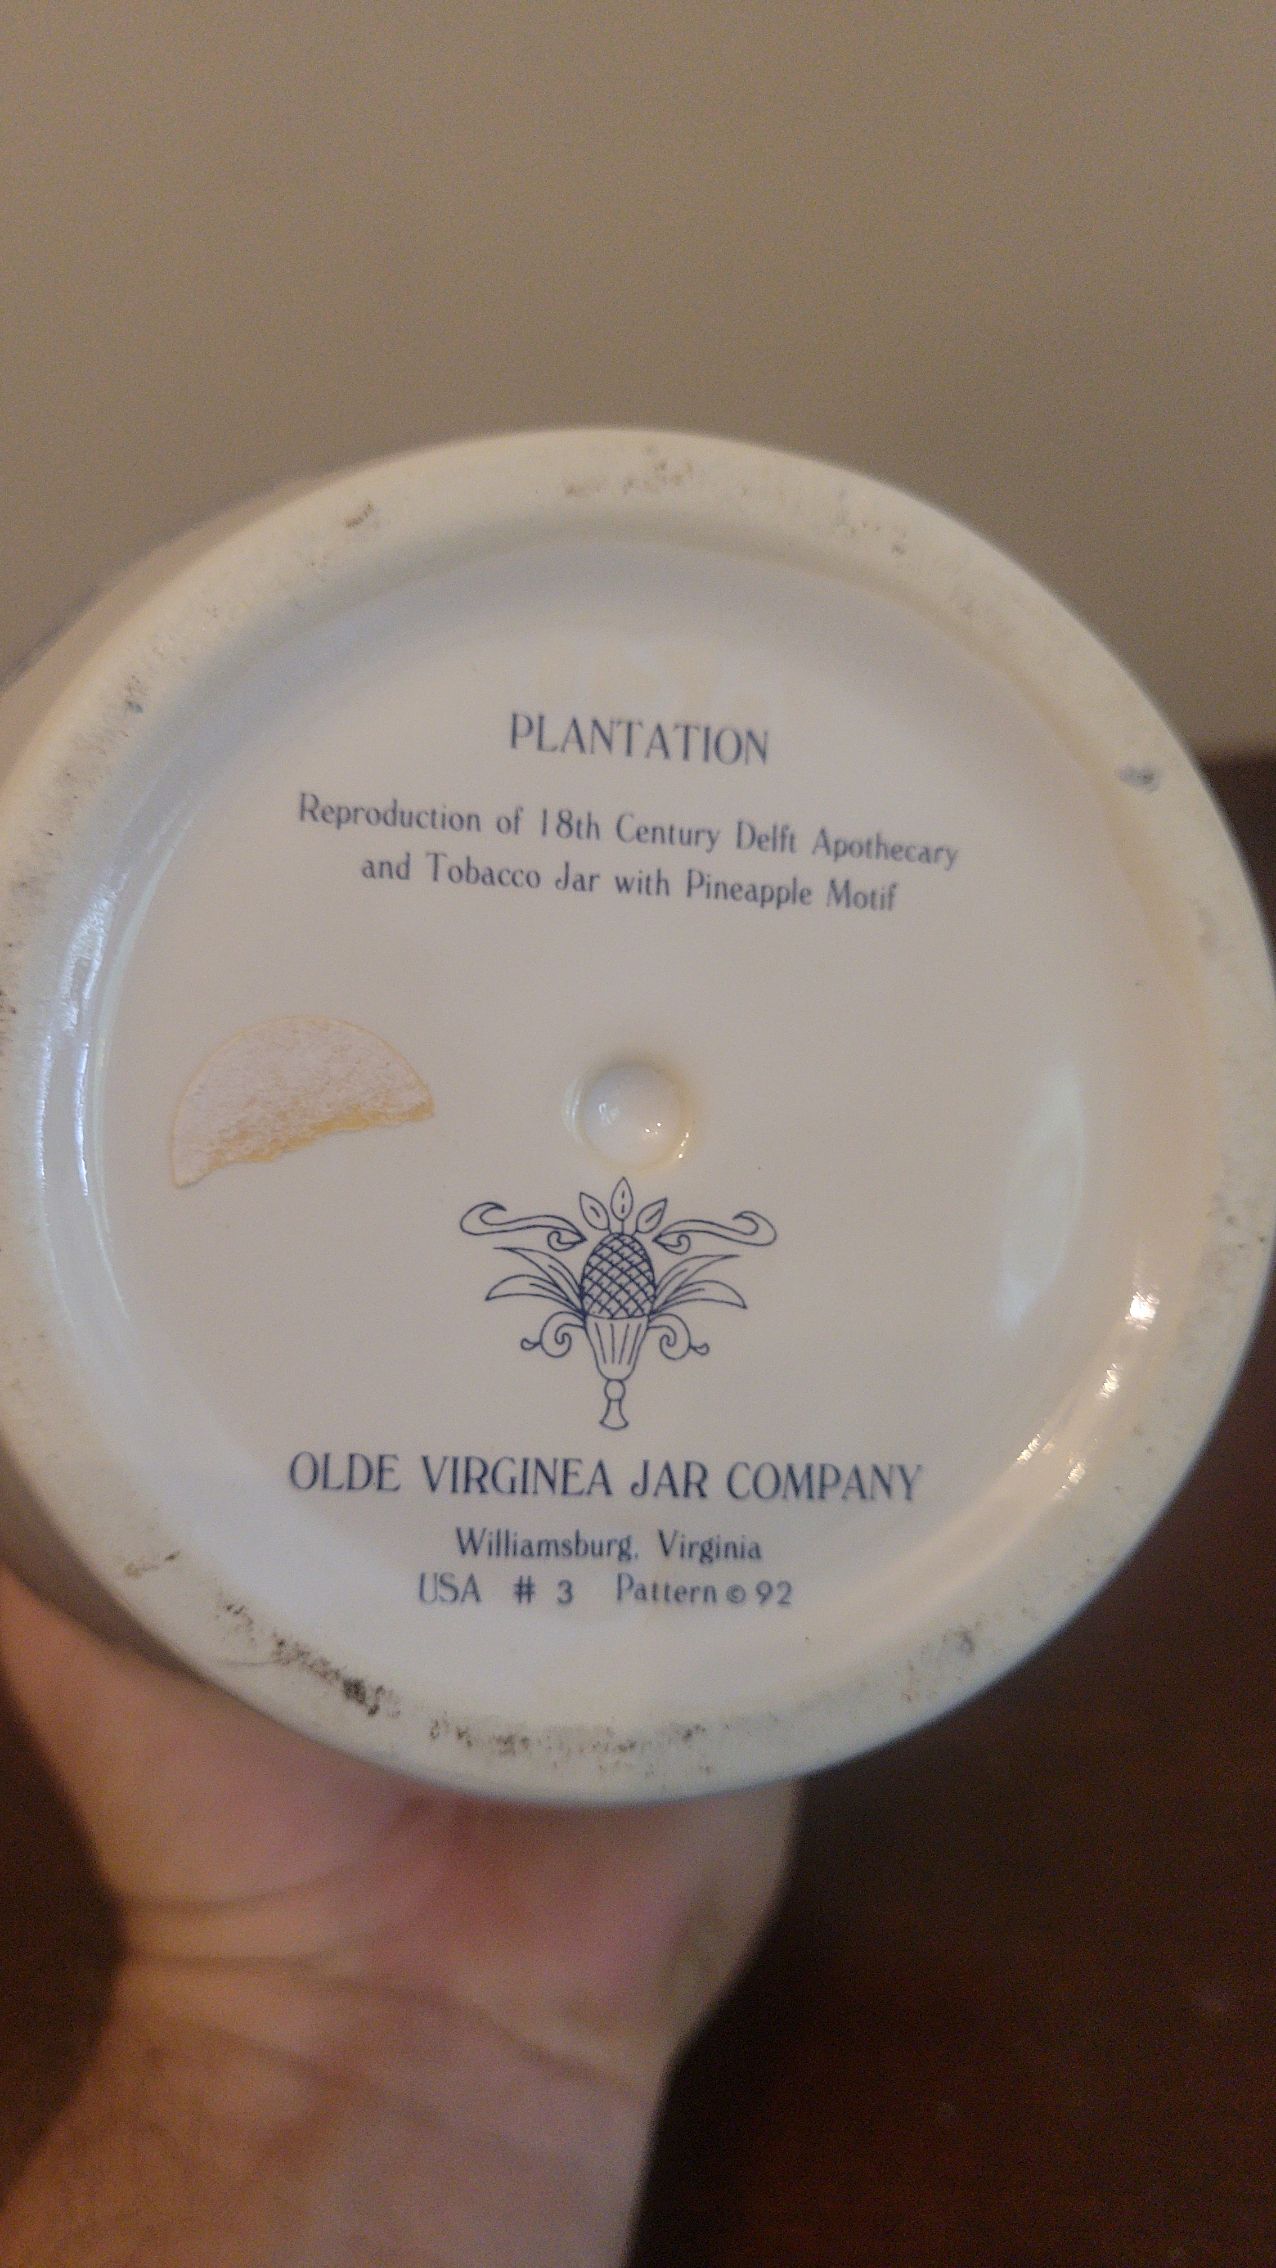 PLANTATION
Reproduction of 18th Century Delft Apothecary
and Tobacco Jar with Pineapple Motif
OLDE VIRGINEA JAR COMPANY
Williamsburg, Virginia
USA # 3 Pattern © 92